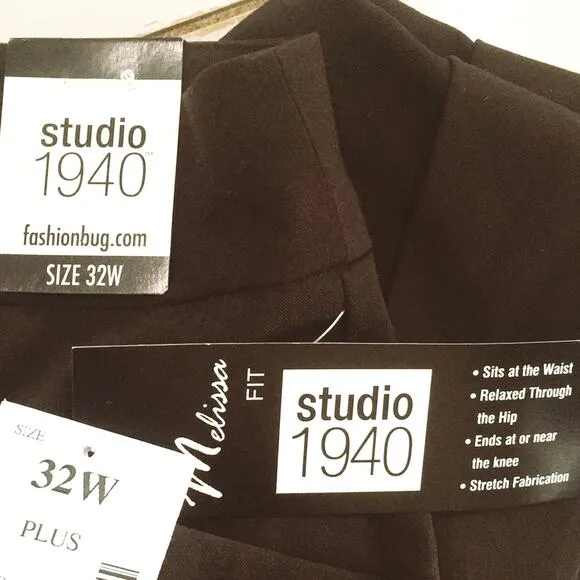 studio
1940
fashionbug.com
SIZE 32W
Melissa
FIT
studio
1940
• Sits at the Waist
• Relaxed Through
the Hip
• Ends at or near
the knee
• Stretch Fabrication
SIZE
32W
PLUS